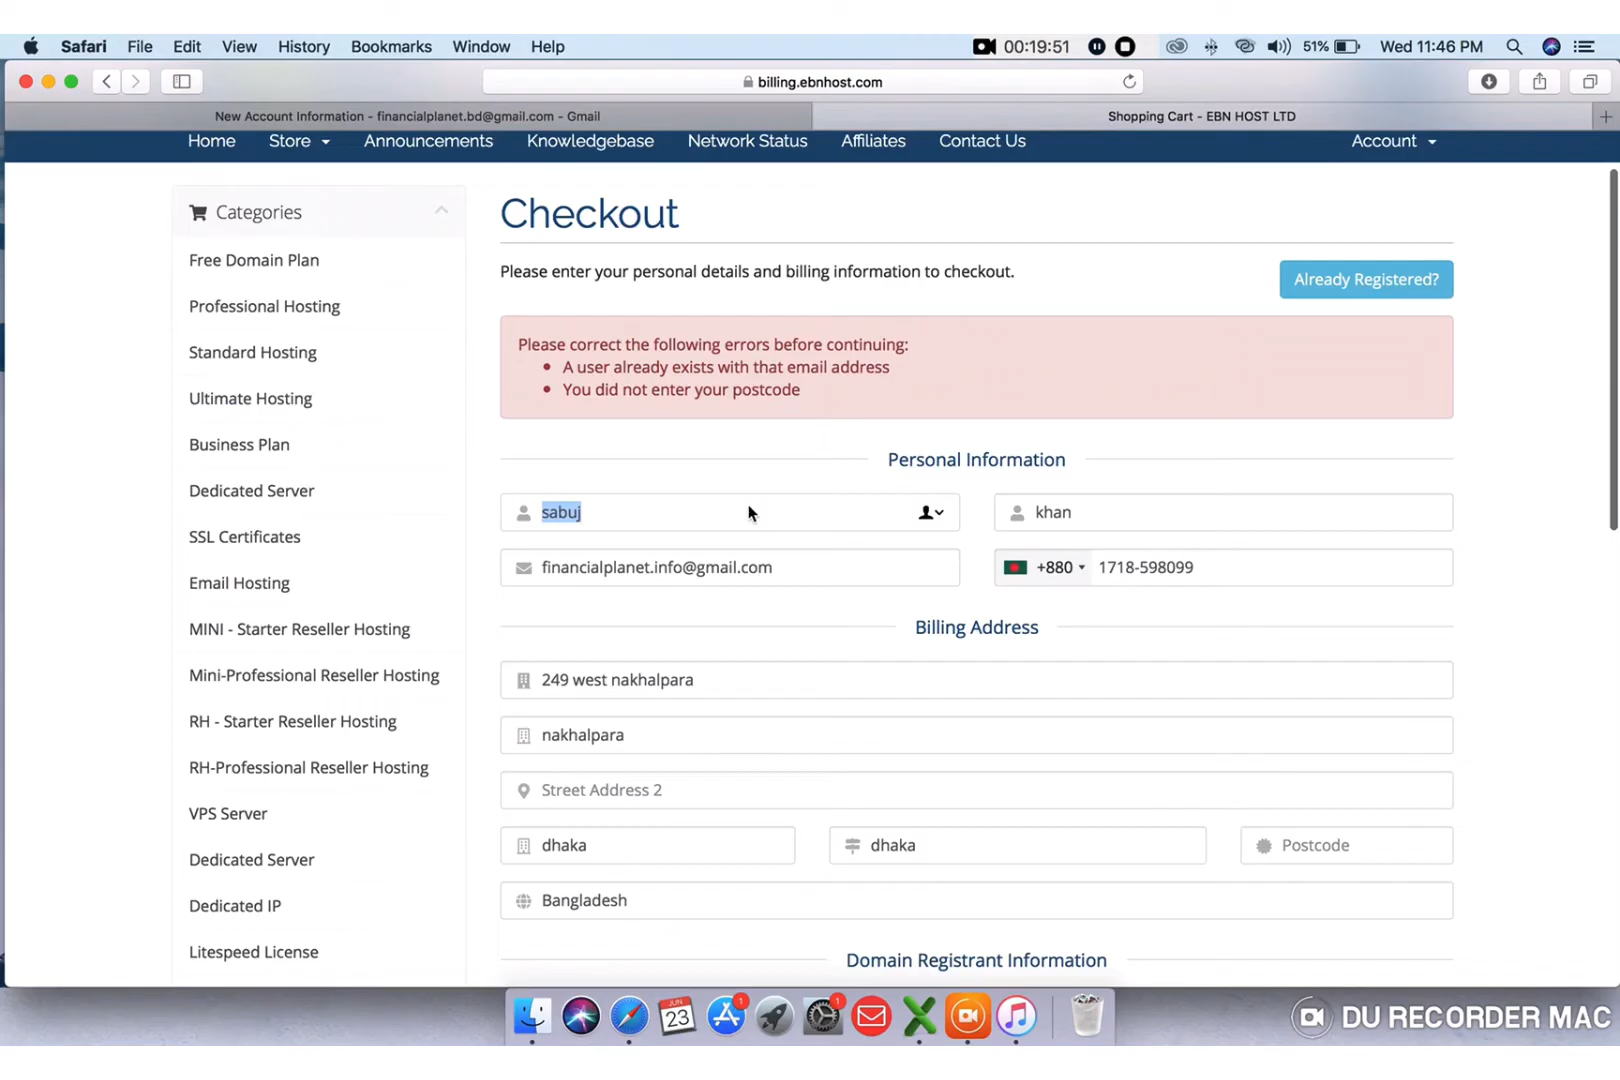 Safari File Edit View History Bookmarks Window Help 00:19:51 51% Wed 11:46 PM
billing.ebnhost.com
New Account Information - financialplanet.bd@gmail.com - Gmail
Shopping Cart - EBN HOST LTD
Home Store Announcements Knowledgebase Network Status Affiliates Contact Us Account
Categories
Free Domain Plan
Professional Hosting
Standard Hosting
Ultimate Hosting
Business Plan
Dedicated Server
SSL Certificates
Email Hosting
MINI - Starter Reseller Hosting
Mini-Professional Reseller Hosting
RH - Starter Reseller Hosting
RH-Professional Reseller Hosting
VPS Server
Dedicated Server
Dedicated IP
Litespeed License
Checkout
Please enter your personal details and billing information to checkout.
Already Registered?
Please correct the following errors before continuing:
A user already exists with that email address
You did not enter your postcode
Personal Information
sabuj khan
financialplanet.info@gmail.com +880 1718-598099
Billing Address
249 west nakhalpara
nakhalpara
Street Address 2
dhaka dhaka Postcode
Bangladesh
Domain Registrant Information
JUN
23
1
1
DU RECORDER MAC